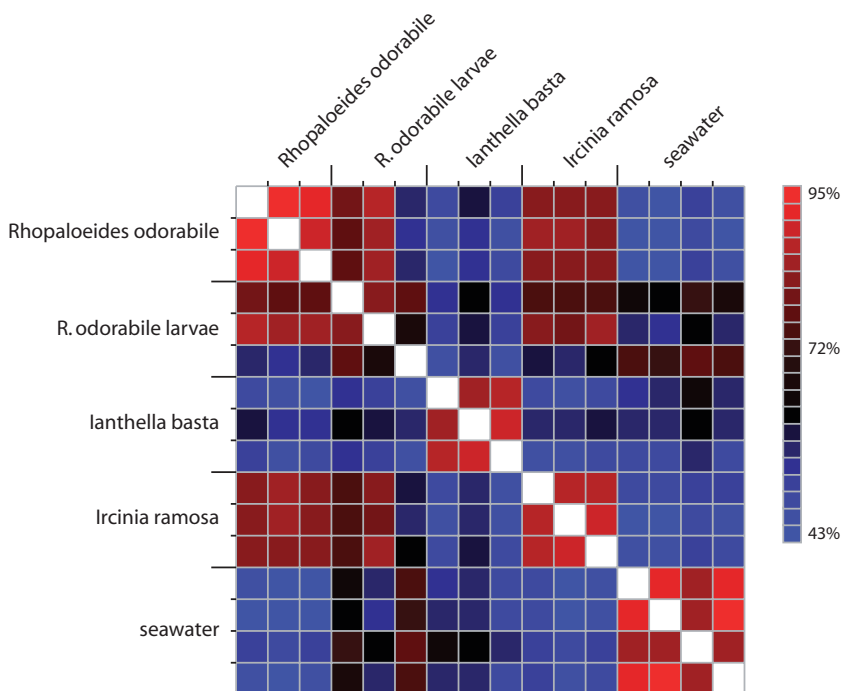 Rhopaloeides odorabile
R. odorabile larvae
Ianthella basta
Ircinia ramosa
seawater
95%
Rhopaloeides odorabile
R. odorabile larvae
72%
Ianthella basta
Ircinia ramosa
43%
seawater